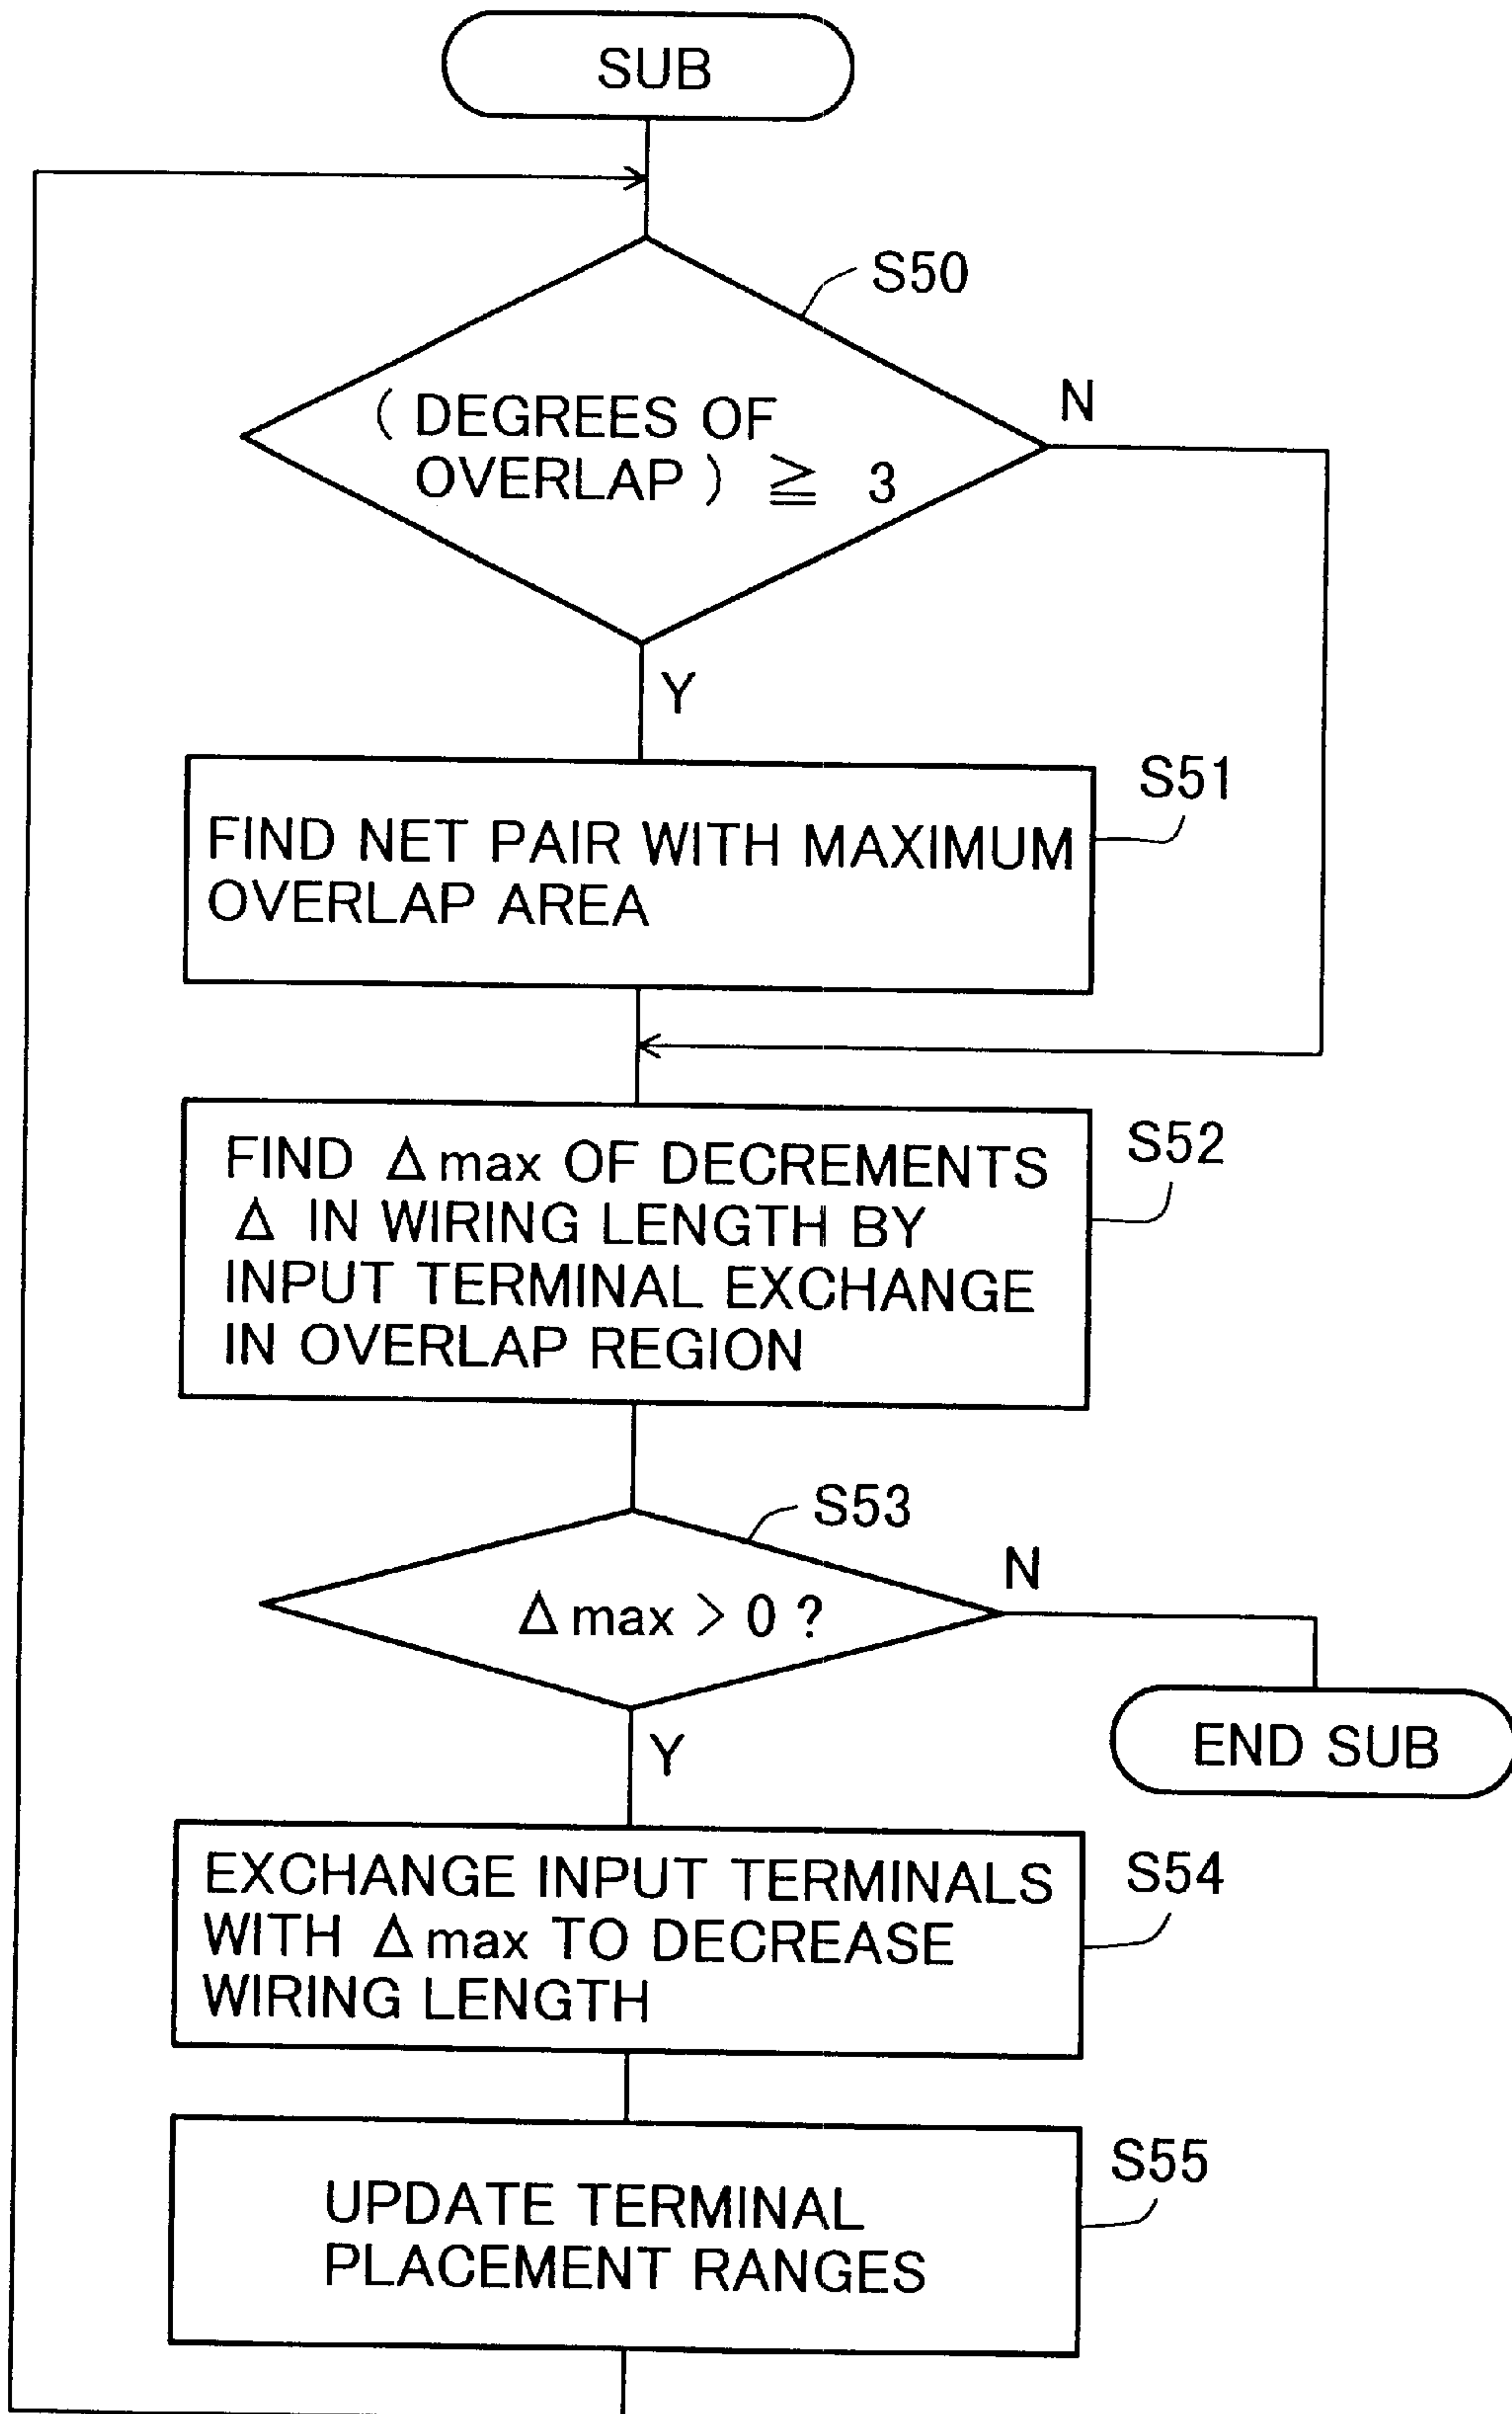 SUB
S50
( DEGREES OF
OVERLAP ) ≧ 3
N
Y
S51
FIND NET PAIR WITH MAXIMUM
OVERLAP AREA
S52
FIND Δmax OF DECREMENTS
Δ IN WIRING LENGTH BY
INPUT TERMINAL EXCHANGE
IN OVERLAP REGION
S53
Δmax > 0 ?
N
END SUB
Y
S54
EXCHANGE INPUT TERMINALS
WITH Δmax TO DECREASE
WIRING LENGTH
S55
UPDATE TERMINAL
PLACEMENT RANGES